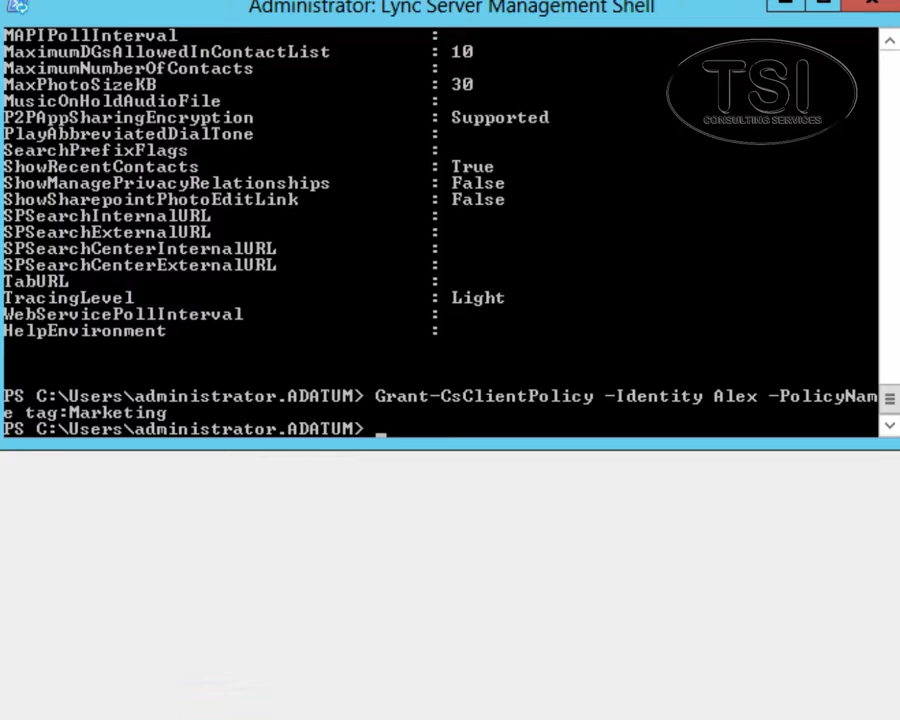 Administrator: Lync Server Management Shell
MAPIPollInterval :
MaximumDGsAllowedInContactList : 10
MaximumNumberOfContacts :
MaxPhotoSizeKB : 30
MusicOnHoldAudioFile :
P2PAppSharingEncryption : Supported
PlayAbbreviatedDialTone :
SearchPrefixFlags :
ShowRecentContacts : True
ShowManagePrivacyRelationships : False
ShowSharepointPhotoEditLink : False
SPSearchInternalURL :
SPSearchExternalURL :
SPSearchCenterInternalURL :
SPSearchCenterExternalURL :
TabURL :
TracingLevel : Light
WebServicePollInterval :
HelpEnvironment :
PS C:\Users\administrator.ADATUM> Grant-CsClientPolicy -Identity Alex -PolicyNam
e tag:Marketing
PS C:\Users\administrator.ADATUM> _
TSI
CONSULTING SERVICES